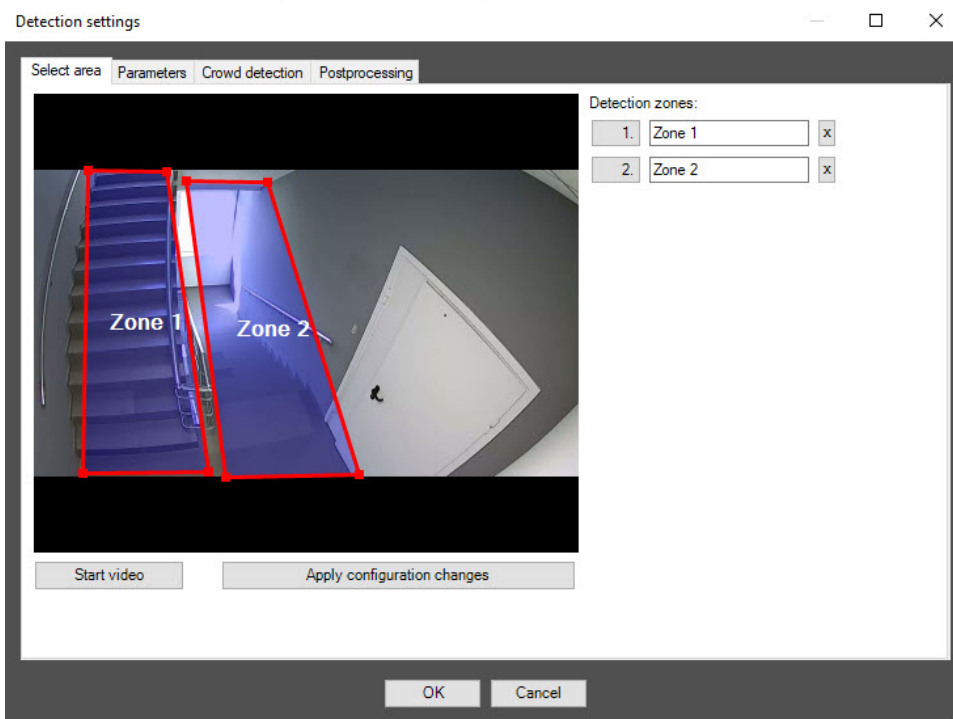 Detection settings
Select area Parameters Crowd detection Postprocessing
Detection zones:
1. Zone 1 x
2. Zone 2 x
Zone 1
Zone 2
Start video Apply configuration changes
OK Cancel